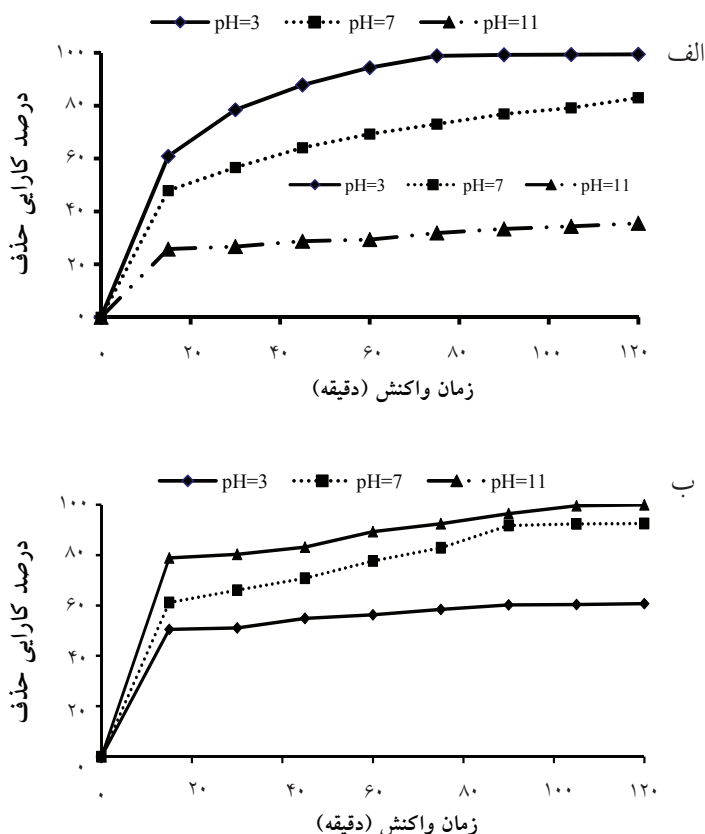 pH=3 pH=7 pH=11
الف
۱۰۰
۸۰
۶۰
۴۰
۲۰
۰
درصد کارایی حذف
pH=3 pH=7 pH=11
۰ ۲۰ ۴۰ ۶۰ ۸۰ ۱۰۰ ۱۲۰
زمان واکنش (دقیقه)
pH=3 pH=7 pH=11
ب
۱۰۰
۸۰
۶۰
۴۰
۲۰
۰
درصد کارایی حذف
۰ ۲۰ ۴۰ ۶۰ ۸۰ ۱۰۰ ۱۲۰
زمان واکنش (دقیقه)